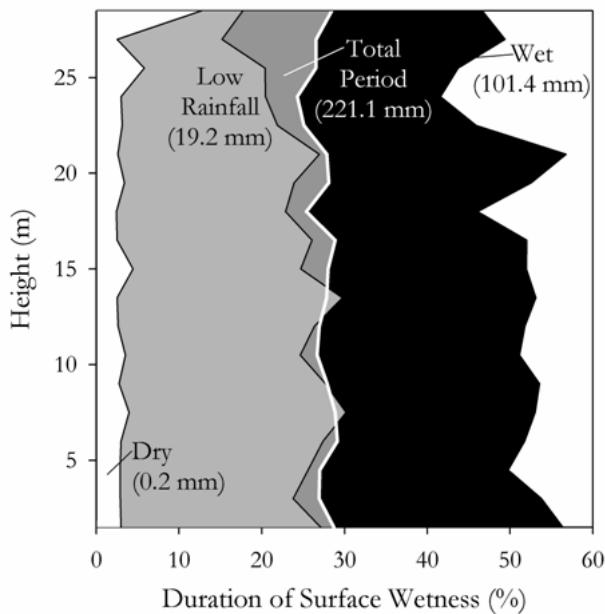 Low
Rainfall
(19.2 mm)
Total
Period
(221.1 mm)
Wet
(101.4 mm)
Dry
(0.2 mm)
25
20
15
10
5
Height (m)
0
10
20
30
40
50
60
Duration of Surface Wetness (%)